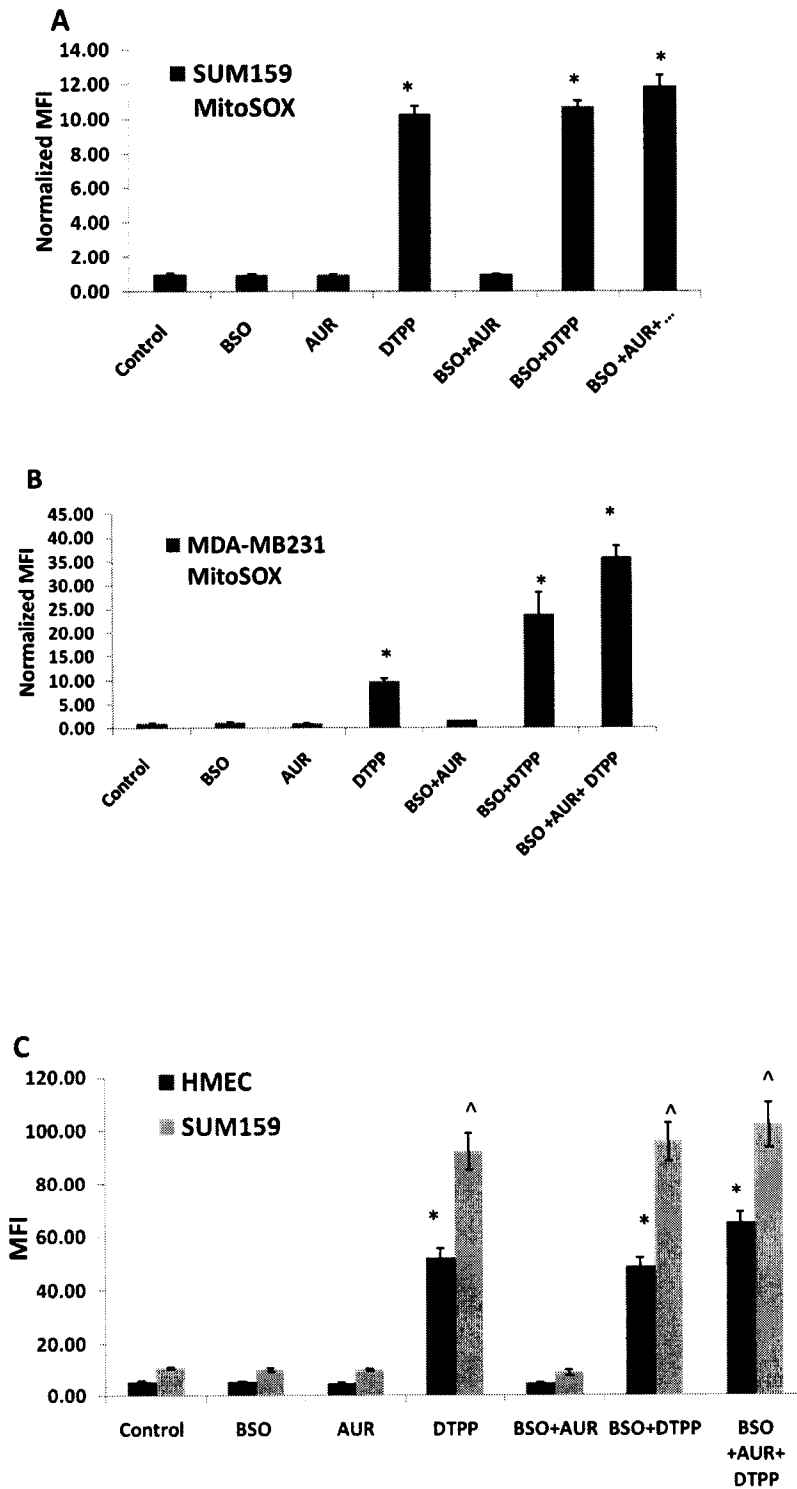 A
14.00
12.00
10.00
8.00
6.00
4.00
2.00
0.00
Normalized MFI
SUM159
MitoSOX
*
*
*
Control
BSO
AUR
DTPP
BSO+AUR
BSO+DTPP
BSO +AUR+...
B
45.00
40.00
35.00
30.00
25.00
20.00
15.00
10.00
5.00
0.00
Normalized MFI
MDA-MB231
MitoSOX
*
*
*
Control
BSO
AUR
DTPP
BSO+AUR
BSO+DTPP
BSO +AUR+ DTPP
C
120.00
100.00
80.00
60.00
40.00
20.00
0.00
MFI
HMEC
SUM159
* ^
* ^
* ^
Control
BSO
AUR
DTPP
BSO+AUR
BSO+DTPP
BSO
+AUR+
DTPP